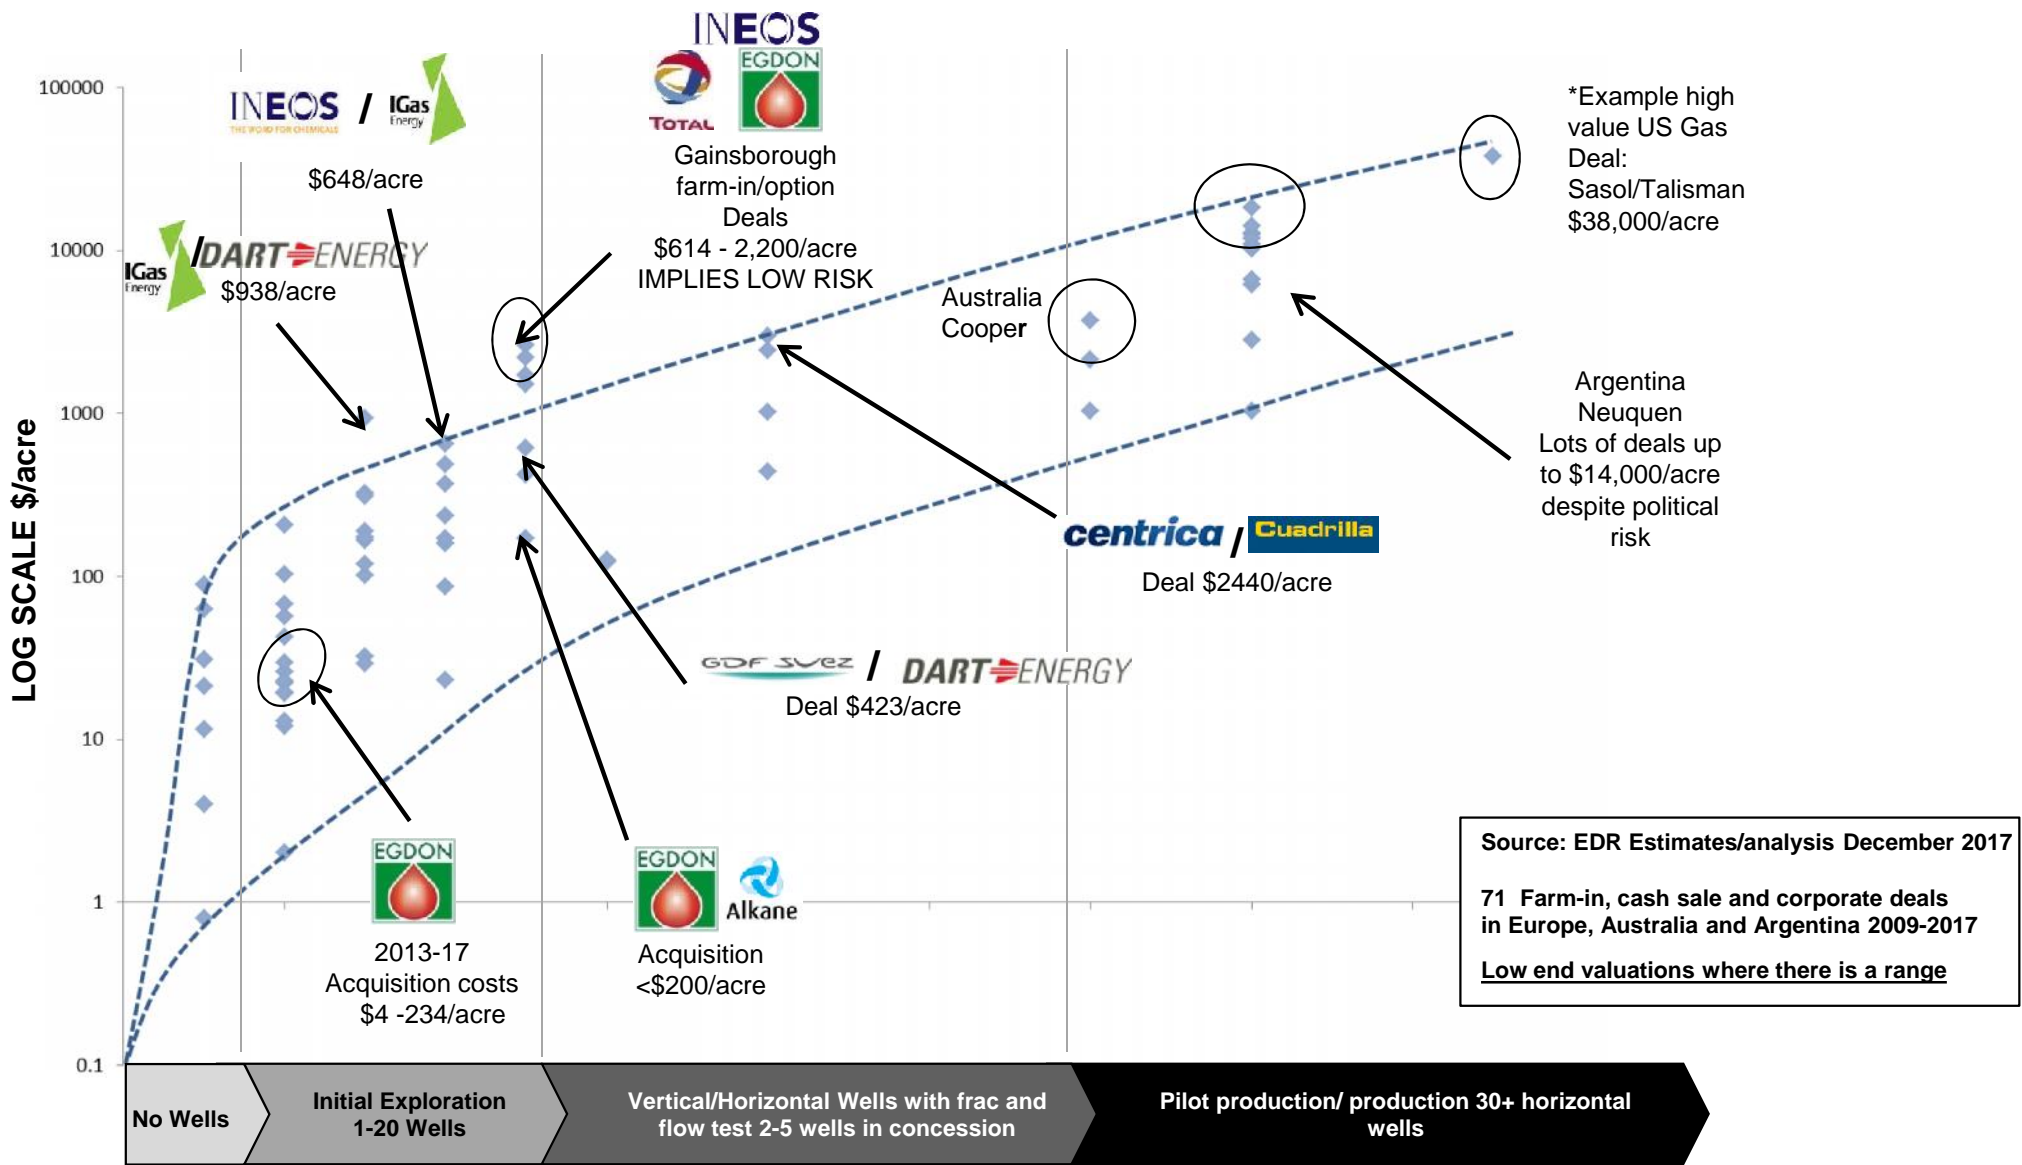 INEOS
TOTAL
EGDON
Gainsborough
farm-in/option
Deals
$614 - 2,200/acre
IMPLIES LOW RISK
INEOS
THE WORD FOR CHEMICALS
/
IGas
Energy
$648/acre
IGas
Energy
/
DART ENERGY
$938/acre
*Example high
value US Gas
Deal:
Sasol/Talisman
$38,000/acre
Australia
Cooper
Argentina
Neuquen
Lots of deals up
to $14,000/acre
despite political
risk
centrica / Cuadrilla
Deal $2440/acre
GDF SUEZ / DART ENERGY
Deal $423/acre
EGDON
2013-17
Acquisition costs
$4 -234/acre
EGDON
Alkane
Acquisition
<$200/acre
LOG SCALE $/acre
100000
10000
1000
100
10
1
0.1
Source: EDR Estimates/analysis December 2017
71 Farm-in, cash sale and corporate deals
in Europe, Australia and Argentina 2009-2017
Low end valuations where there is a range
No Wells
Initial Exploration
1-20 Wells
Vertical/Horizontal Wells with frac and
flow test 2-5 wells in concession
Pilot production/ production 30+ horizontal
wells